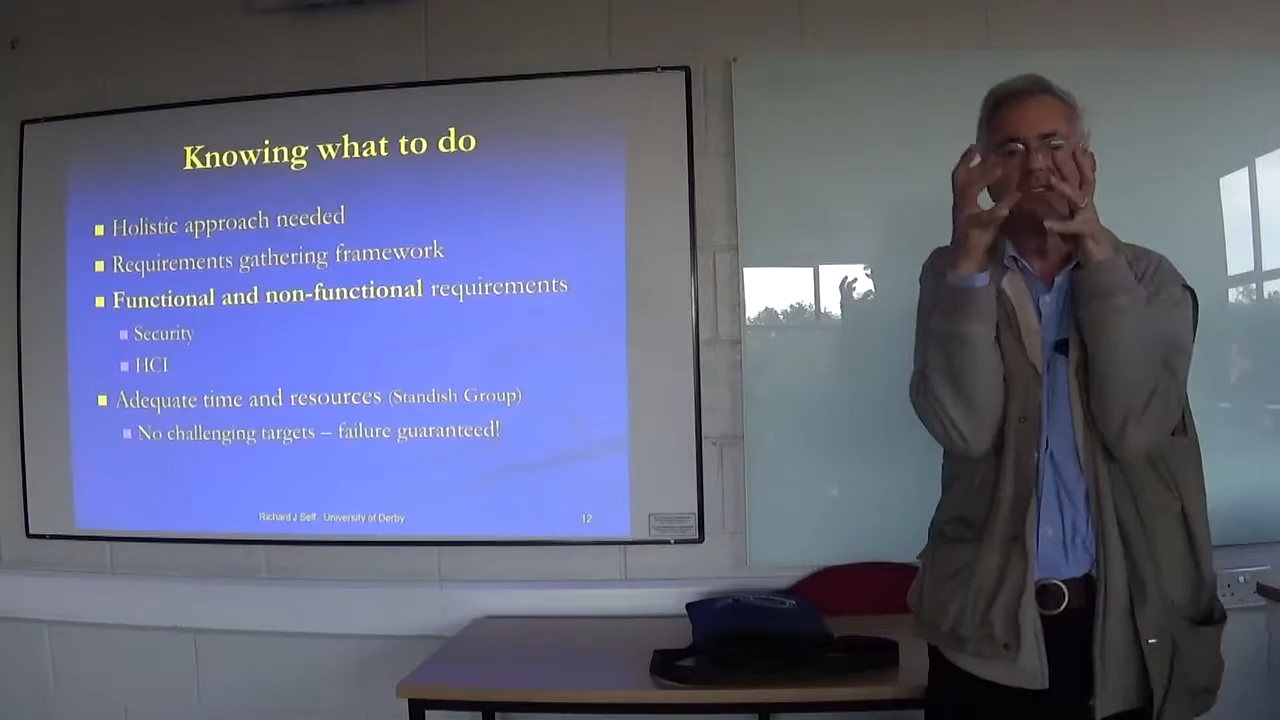 Knowing what to do
Holistic approach needed
Requirements gathering framework
Functional and non-functional requirements
Security
HCI
Adequate time and resources (Standish Group)
No challenging targets – failure guaranteed!
Richard J Self - University of Derby
12